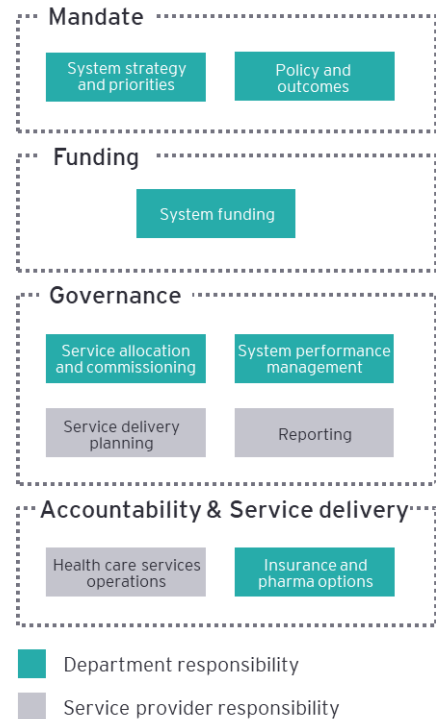 Mandate
System strategy
and priorities
Policy and
outcomes
Funding
System funding
Governance
Service allocation
and commissioning
System performance
management
Service delivery
planning
Reporting
Accountability & Service delivery
Health care services
operations
Insurance and
pharma options
Department responsibility
Service provider responsibility